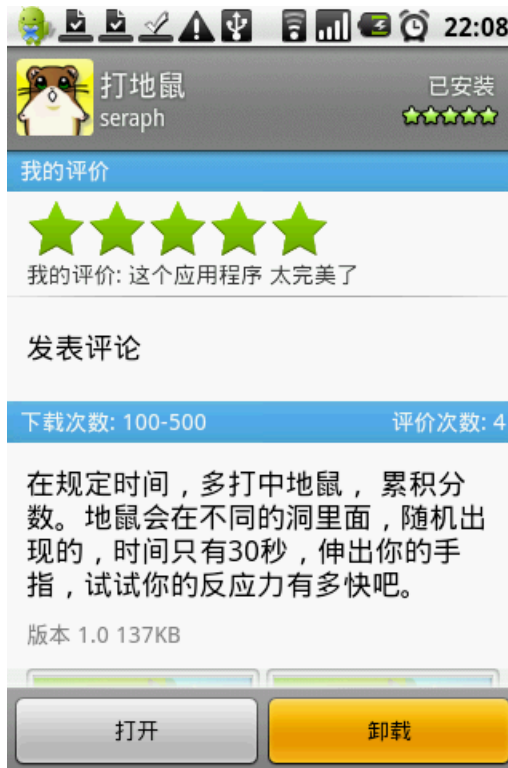 22:08
打地鼠
已安装
seraph
我的评价
我的评价: 这个应用程序 太完美了
发表评论
下载次数: 100-500
评价次数: 4
在规定时间，多打中地鼠， 累积分
数。地鼠会在不同的洞里面，随机出
现的，时间只有30秒，伸出你的手
指，试试你的反应力有多快吧。
版本 1.0 137KB
打开
卸载